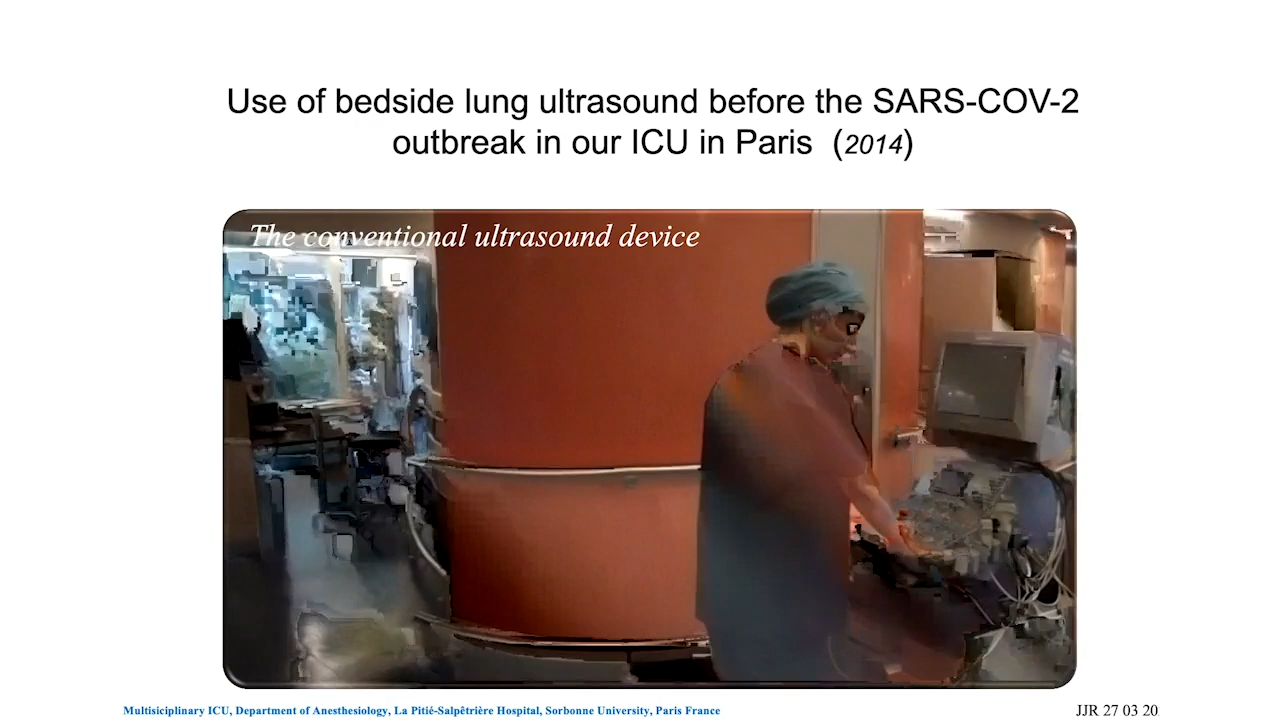 Use of bedside lung ultrasound before the SARS-COV-2
outbreak in our ICU in Paris (2014)
The conventional ultrasound device
Multisiciplinary ICU, Department of Anesthesiology, La Pitié-Salpêtrière Hospital, Sorbonne University, Paris France
JJR 27 03 20